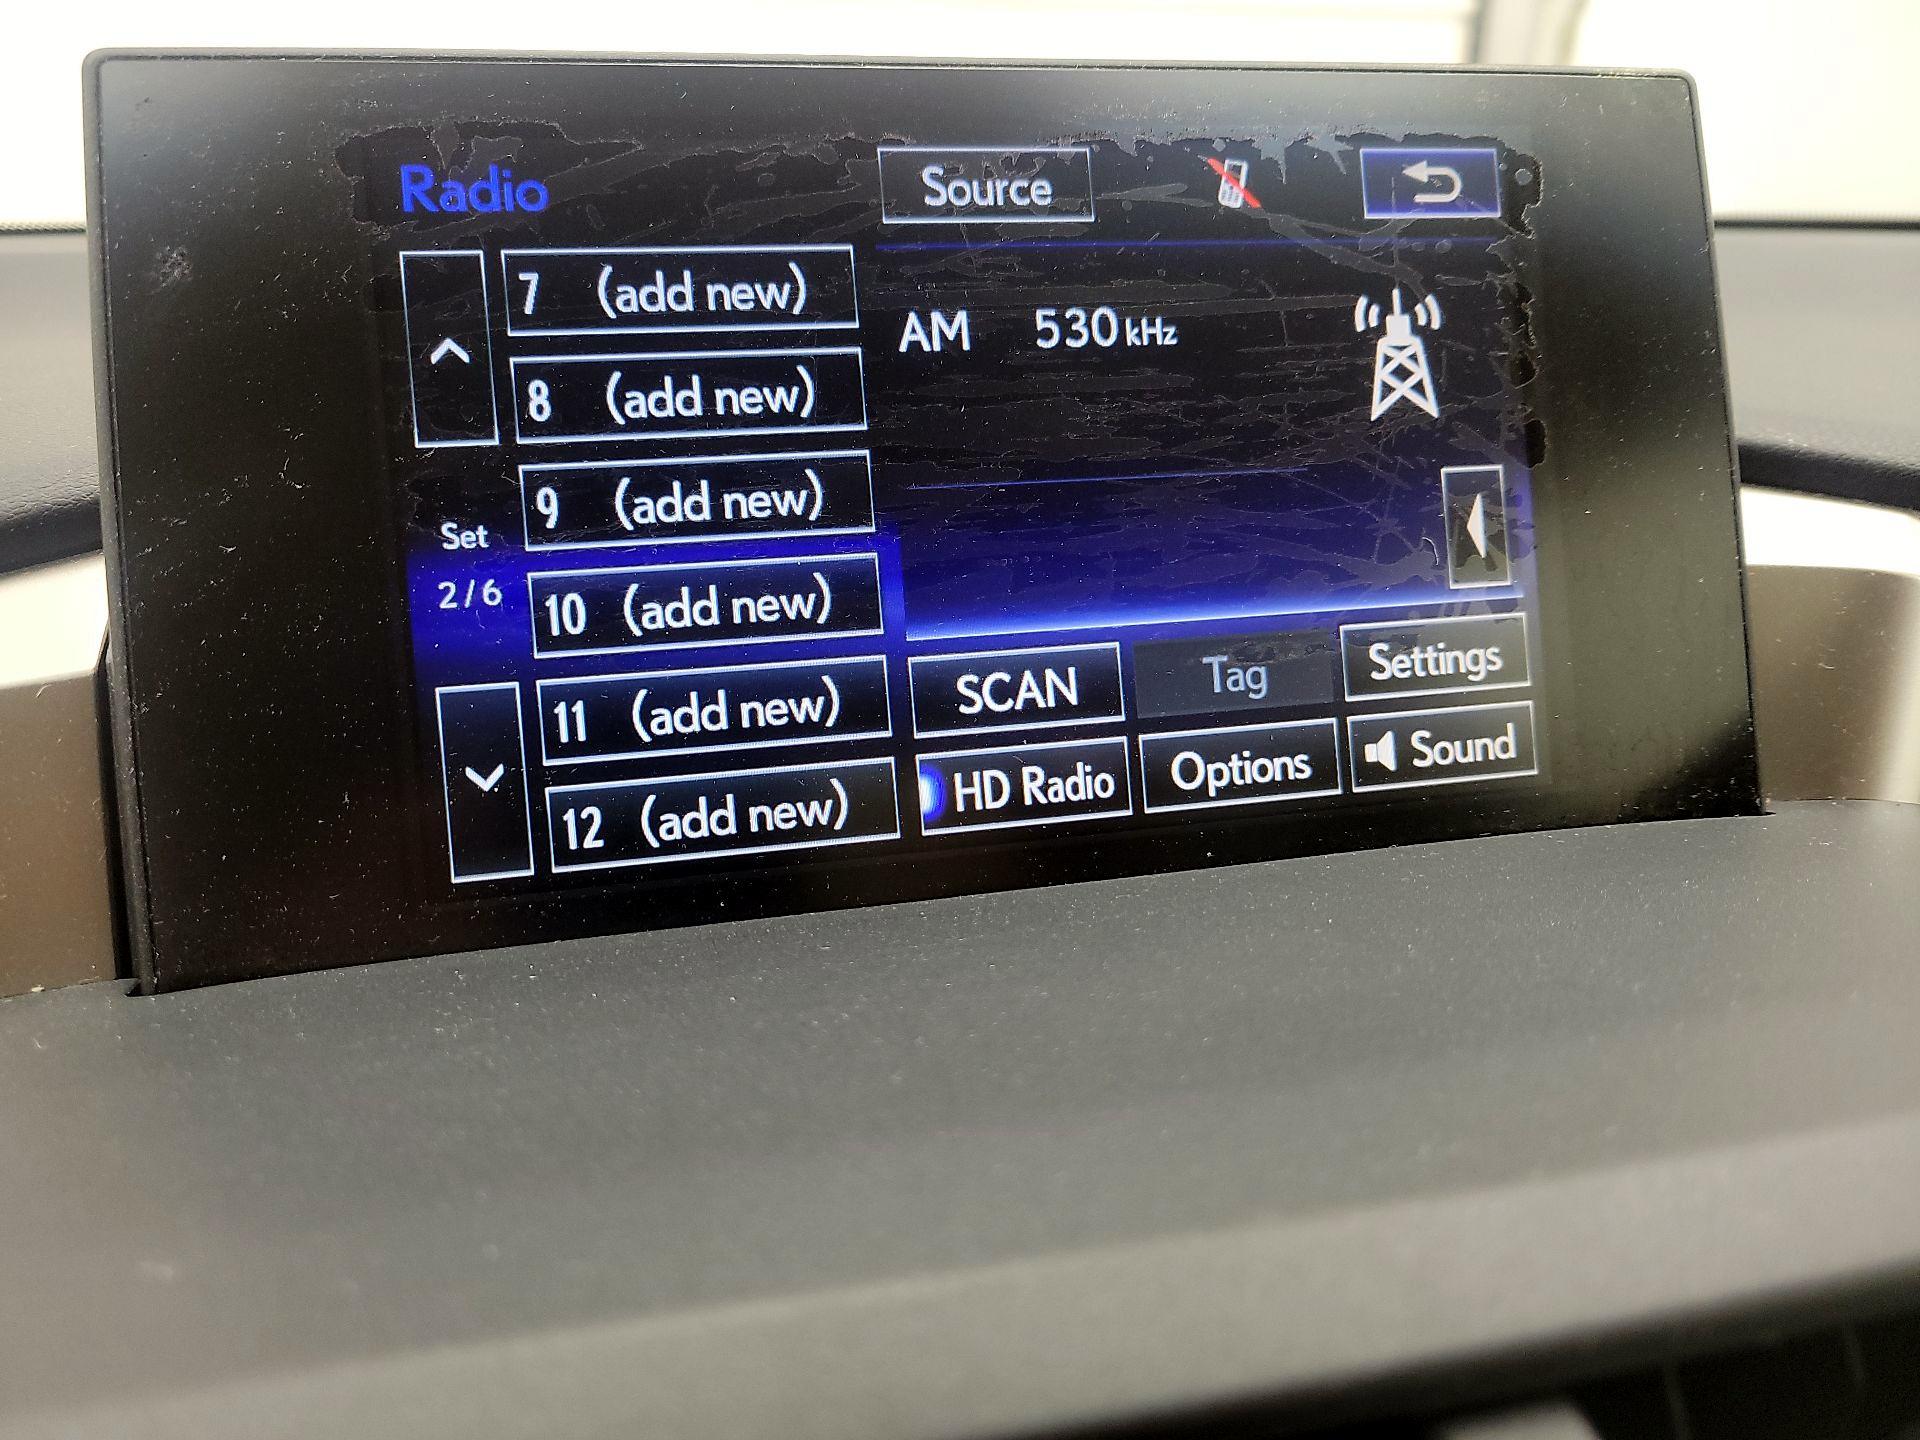 Radio
Source
7 (add new)
8 (add new)
9 (add new)
10 (add new)
11 (add new)
12 (add new)
Set
2/6
AM 530 kHz
SCAN
Tag
Settings
HD Radio
Options
Sound